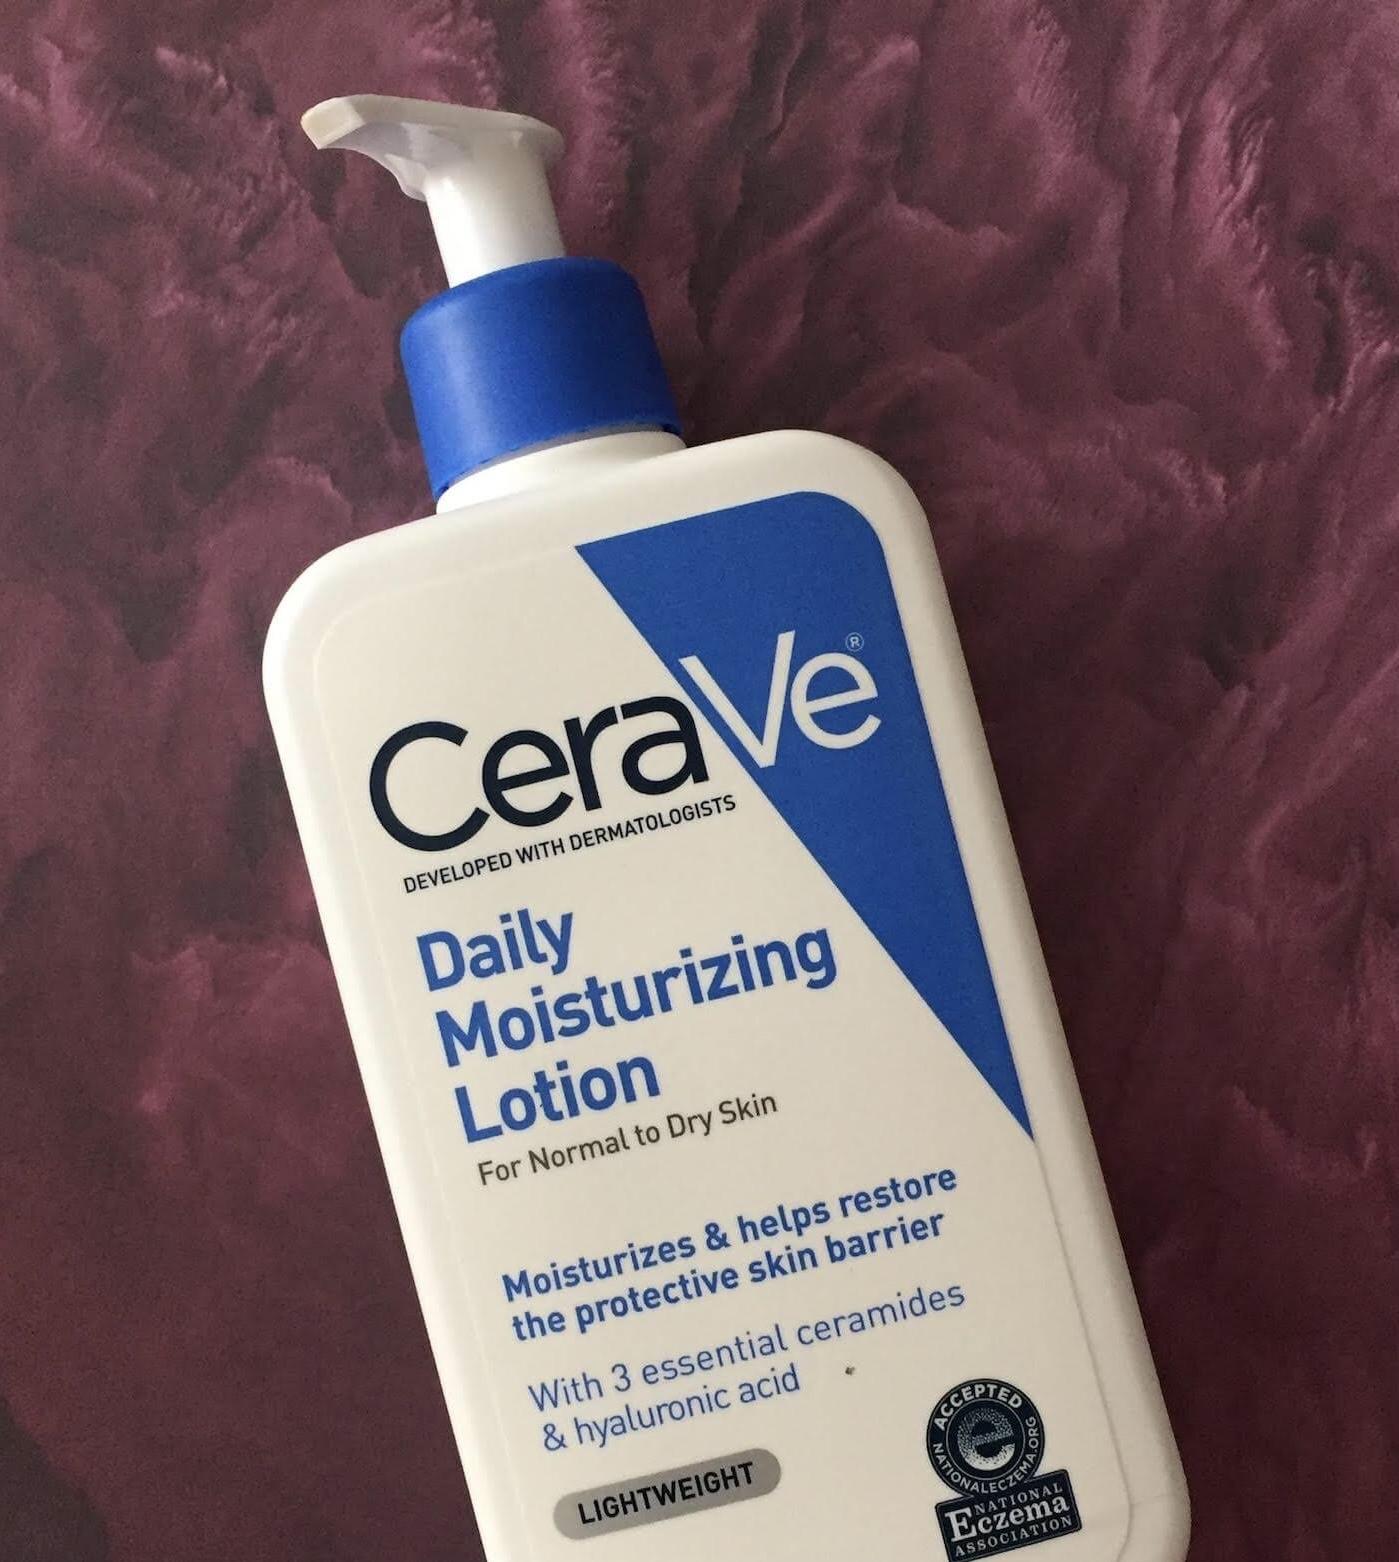 CeraVe®
DEVELOPED WITH DERMATOLOGISTS
Daily
Moisturizing
Lotion
For Normal to Dry Skin
Moisturizes & helps restore
the protective skin barrier
With 3 essential ceramides
& hyaluronic acid
LIGHTWEIGHT
ACCEPTED
e
NATIONALECZEMA.ORG
NATIONAL
Eczema
ASSOCIATION